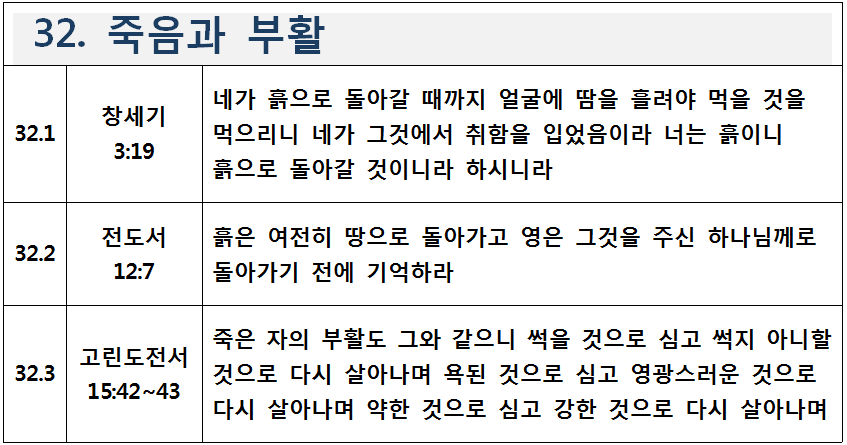 32. 죽음과 부활
32.1
창세기
3:19
네가 흙으로 돌아갈 때까지 얼굴에 땀을 흘려야 먹을 것을
먹으리니 네가 그것에서 취함을 입었음이라 너는 흙이니
흙으로 돌아갈 것이니라 하시니라
32.2
전도서
12:7
흙은 여전히 땅으로 돌아가고 영은 그것을 주신 하나님께로
돌아가기 전에 기억하라
32.3
고린도전서
15:42~43
죽은 자의 부활도 그와 같으니 썩을 것으로 심고 썩지 아니할
것으로 다시 살아나며 욕된 것으로 심고 영광스러운 것으로
다시 살아나며 약한 것으로 심고 강한 것으로 다시 살아나며